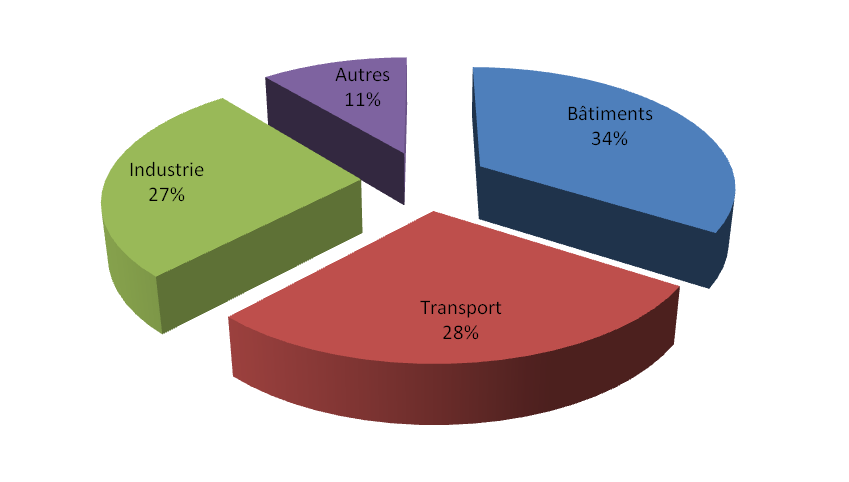 Autres
11%
Bâtiments
34%
Industrie
27%
Transport
28%